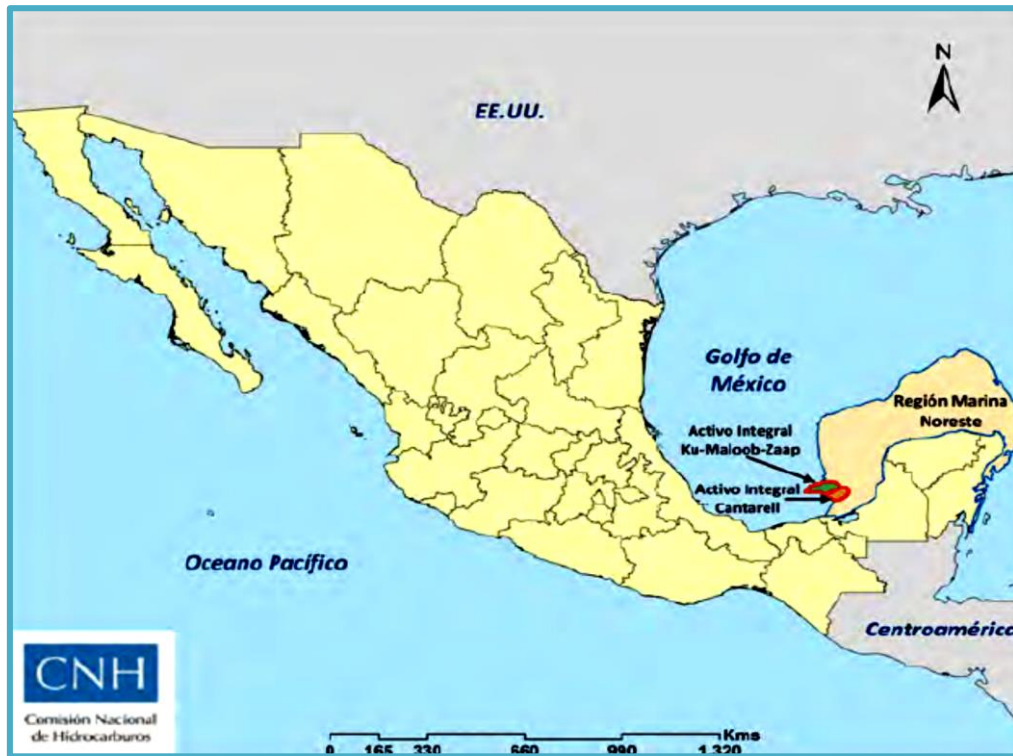 N
EE.UU.
Golfo de
México
Región Marina
Noreste
Activo Integral
Ku-Maloob-Zaap
Activo Integral
Cantarell
Oceano Pacífico
Centroamérica
CNH
Comisión Nacional
de Hidrocarburos
Kms
0 165 330 660 990 1,320